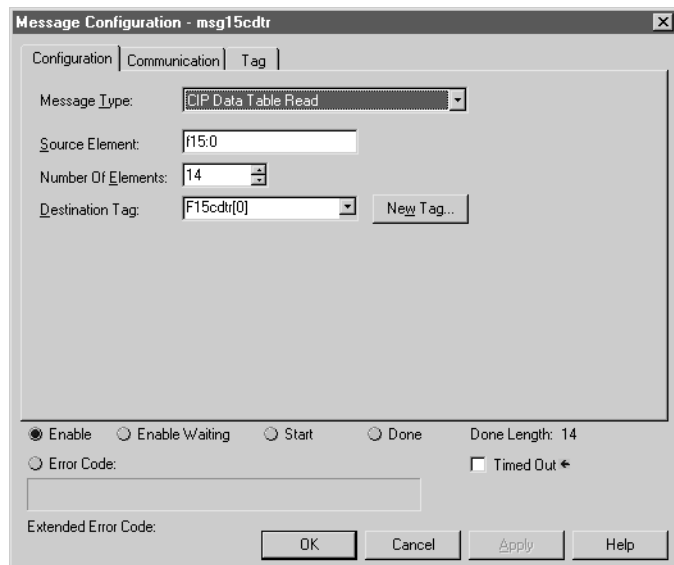 Message Configuration - msg15cdtr
Configuration Communication Tag
Message Type: CIP Data Table Read
Source Element: f15:0
Number Of Elements: 14
Destination Tag: F15cdtr[0] New Tag...
Enable Enable Waiting Start Done Done Length: 14
Error Code: Timed Out ←
Extended Error Code:
OK Cancel Apply Help